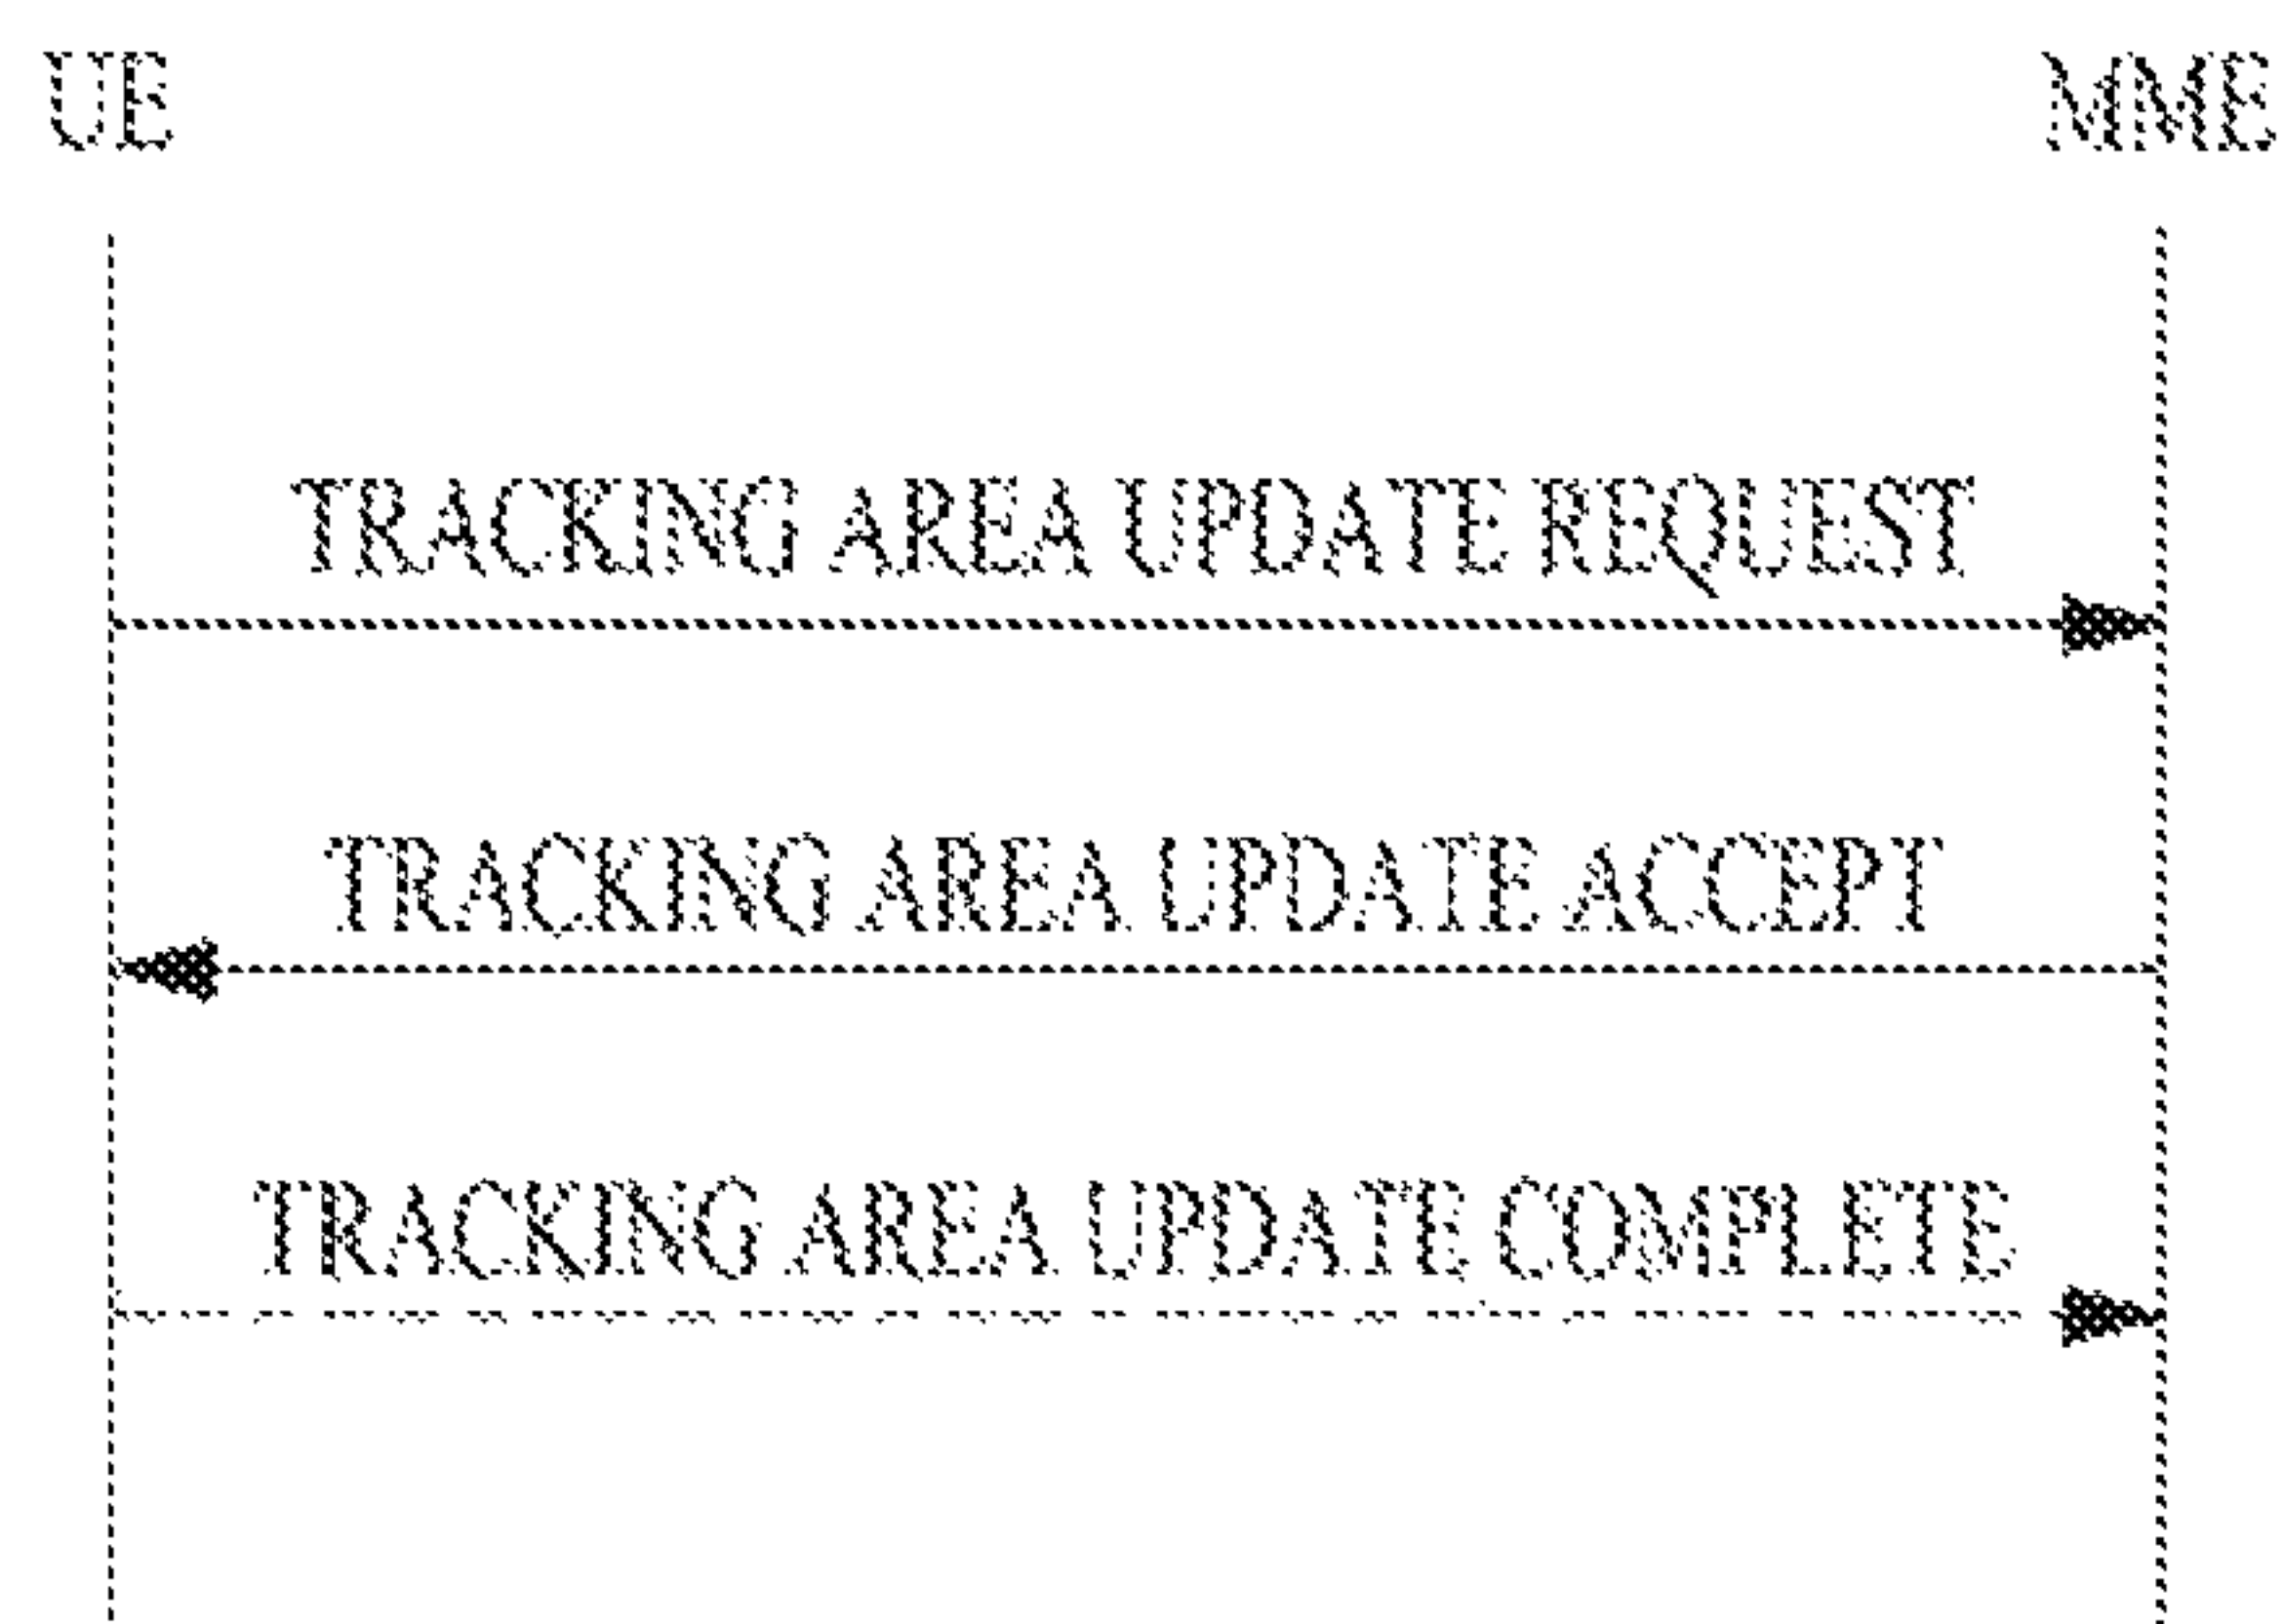 UE MME
TRACKING AREA UPDATE REQUEST
TRACKING AREA UPDATE ACCEPT
TRACKING AREA UPDATE COMPLETE